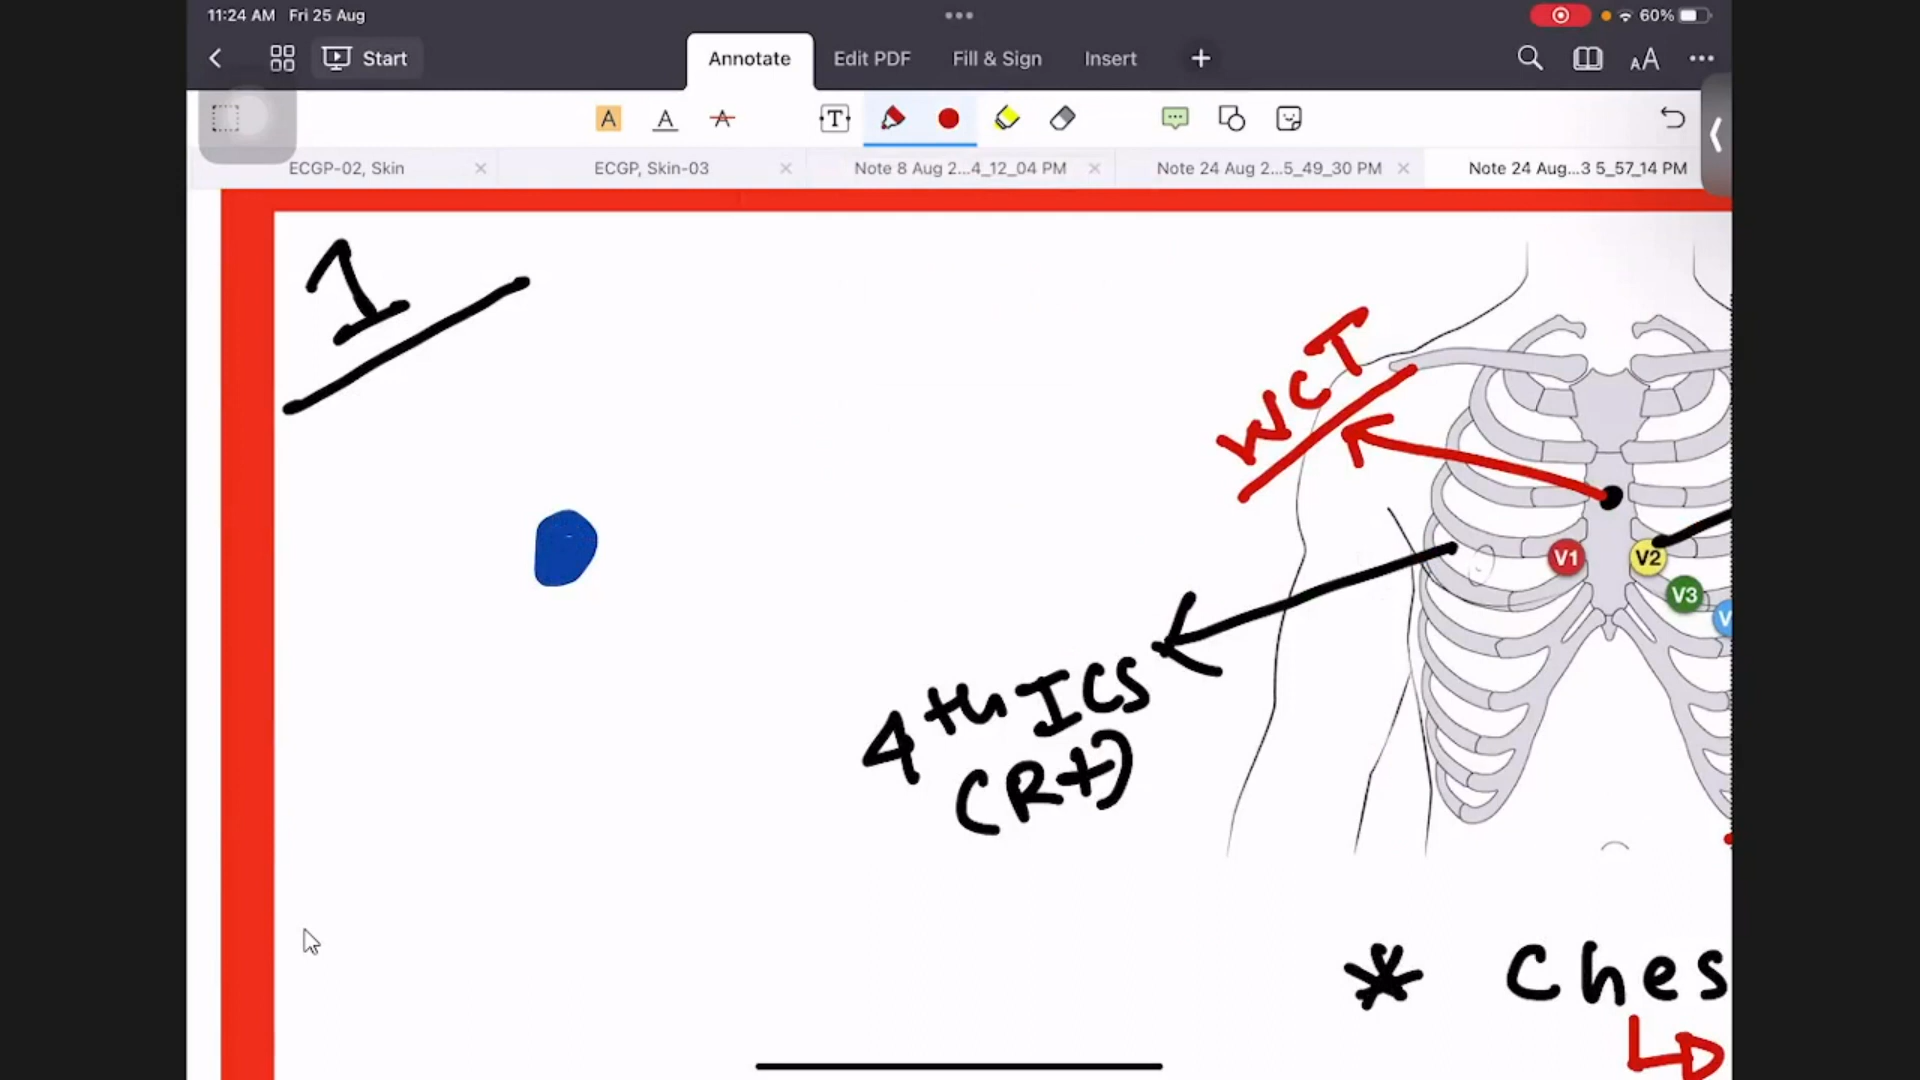 11:24 AM Fri 25 Aug
60%
Start
Annotate
Edit PDF
Fill & Sign
Insert
AA
A A A T
ECGP-02, Skin
ECGP, Skin-03
Note 8 Aug 2...4_12_04 PM
Note 24 Aug 2...5_49_30 PM
Note 24 Aug...3 5_57_14 PM
1
WCT
V1
V2
V3
V
4th ICS
(Rt)
* Ches